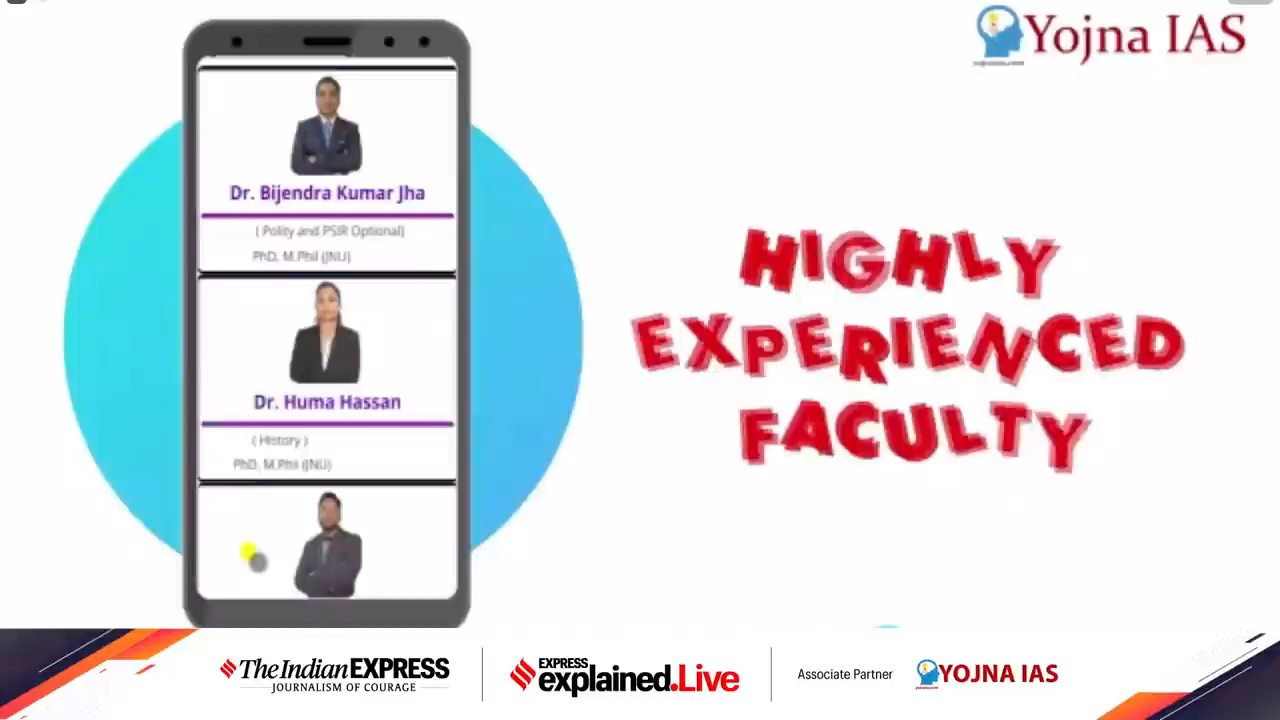 Yojna IAS
Dr. Bijendra Kumar Jha
( Polity and PSIR Optional)
PhD, M.Phil (JNU)
Dr. Huma Hassan
( History )
PhD, M.Phil (JNU)
HIGHLY
EXPERIENCED
FACULTY
The Indian EXPRESS
JOURNALISM OF COURAGE
EXPRESS
explained.Live
Associate Partner
YOJNA IAS